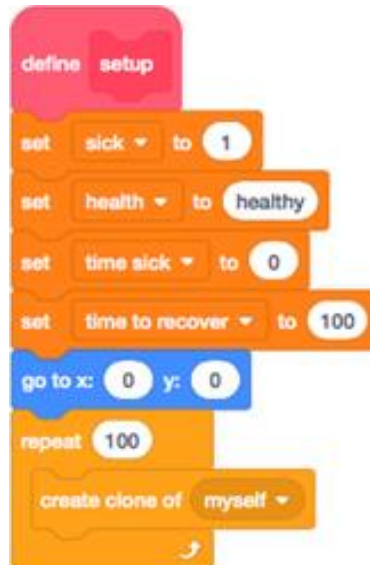 define setup
set sick to 1
set health to healthy
set time sick to 0
set time to recover to 100
go to x: 0 y: 0
repeat 100
create clone of myself